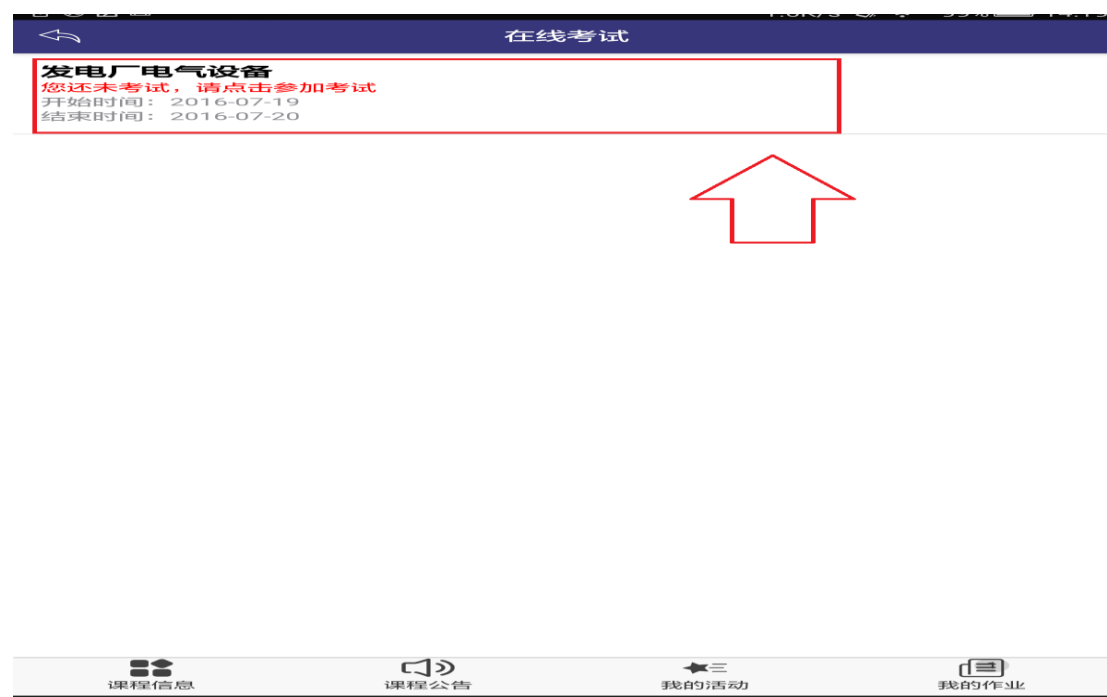 在线考试
发电厂电气设备
您还未考试，请点击参加考试
开始时间：2016-07-19
结束时间：2016-07-20
课程信息
课程公告
我的活动
我的作业